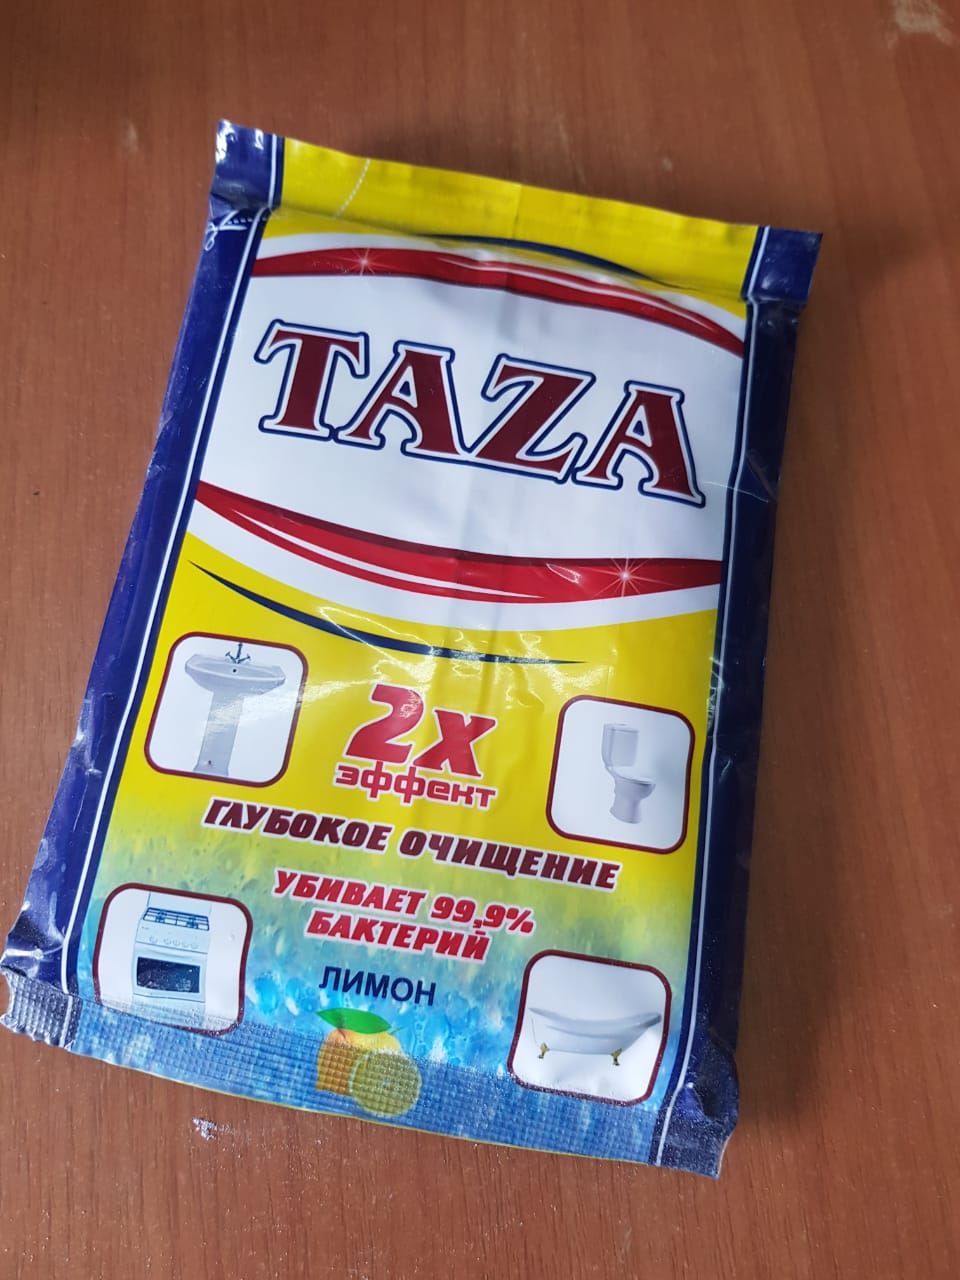 TAZA
2x
эффект
ГЛУБОКОЕ ОЧИЩЕНИЕ
УБИВАЕТ 99,9%
БАКТЕРИЙ
ЛИМОН